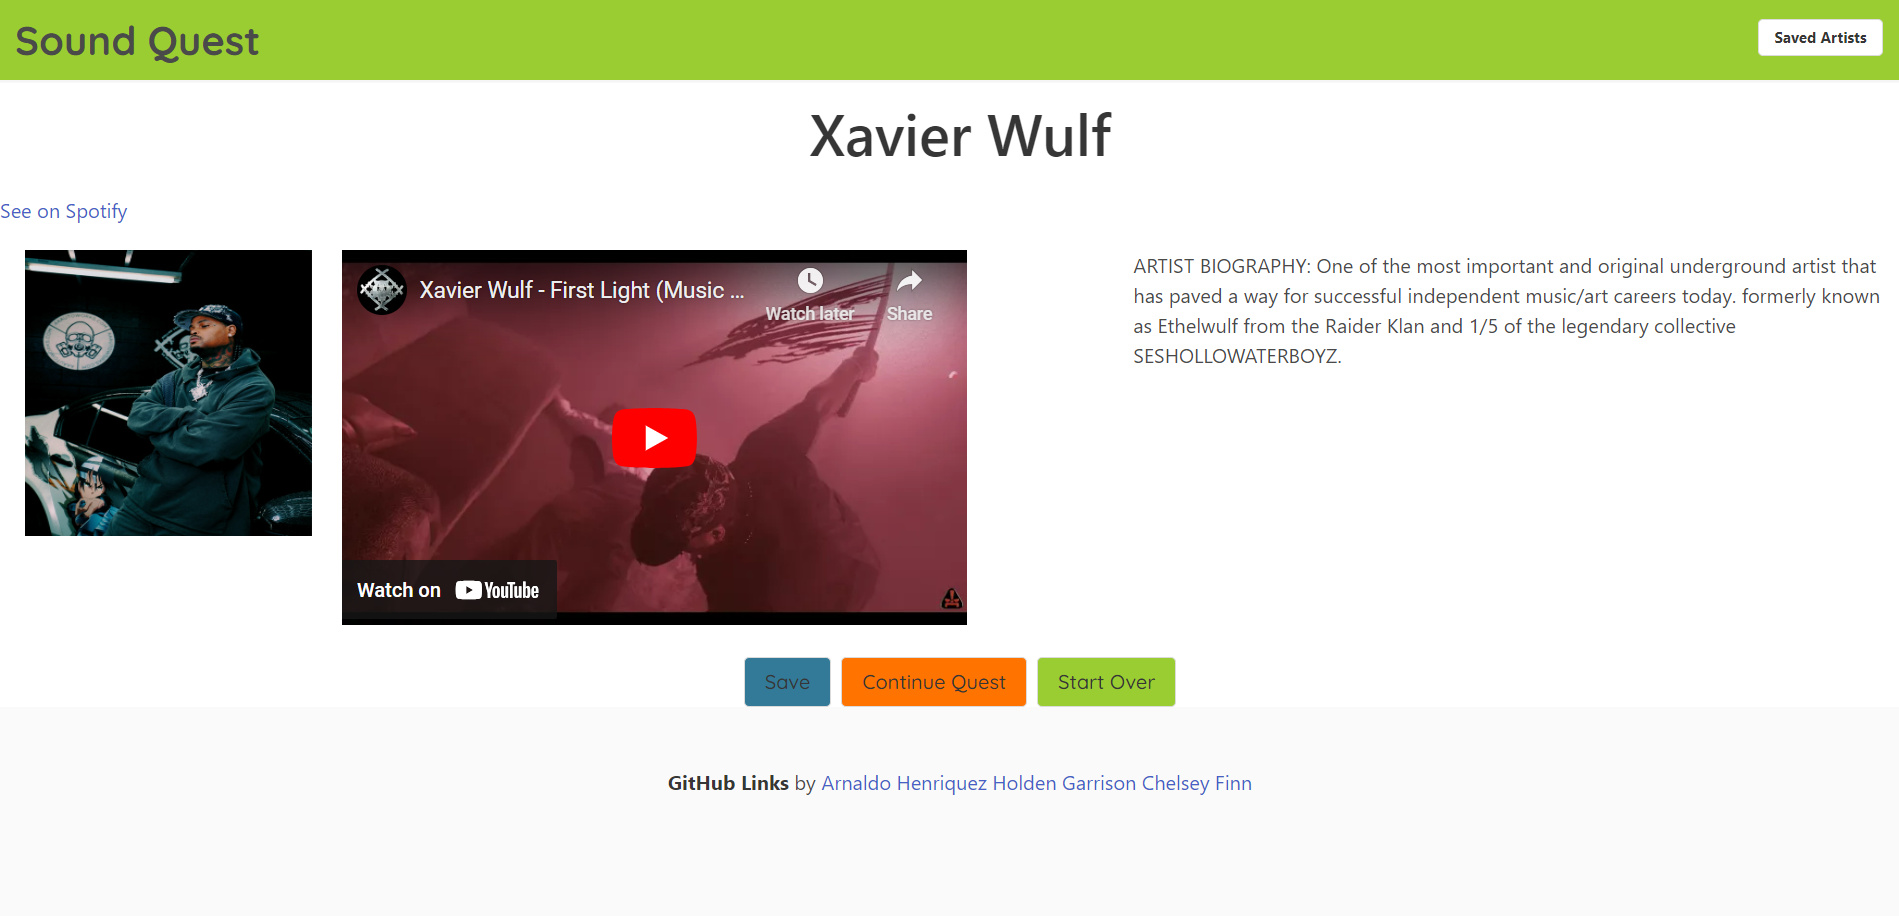 Sound Quest
Saved Artists
Xavier Wulf
See on Spotify
Xavier Wulf - First Light (Music ...
Watch later
Share
Watch on YouTube
ARTIST BIOGRAPHY: One of the most important and original underground artist that
has paved a way for successful independent music/art careers today. formerly known
as Ethelwulf from the Raider Klan and 1/5 of the legendary collective
SESHOLLOWATERBOYZ.
Save
Continue Quest
Start Over
GitHub Links by Arnaldo Henriquez Holden Garrison Chelsey Finn